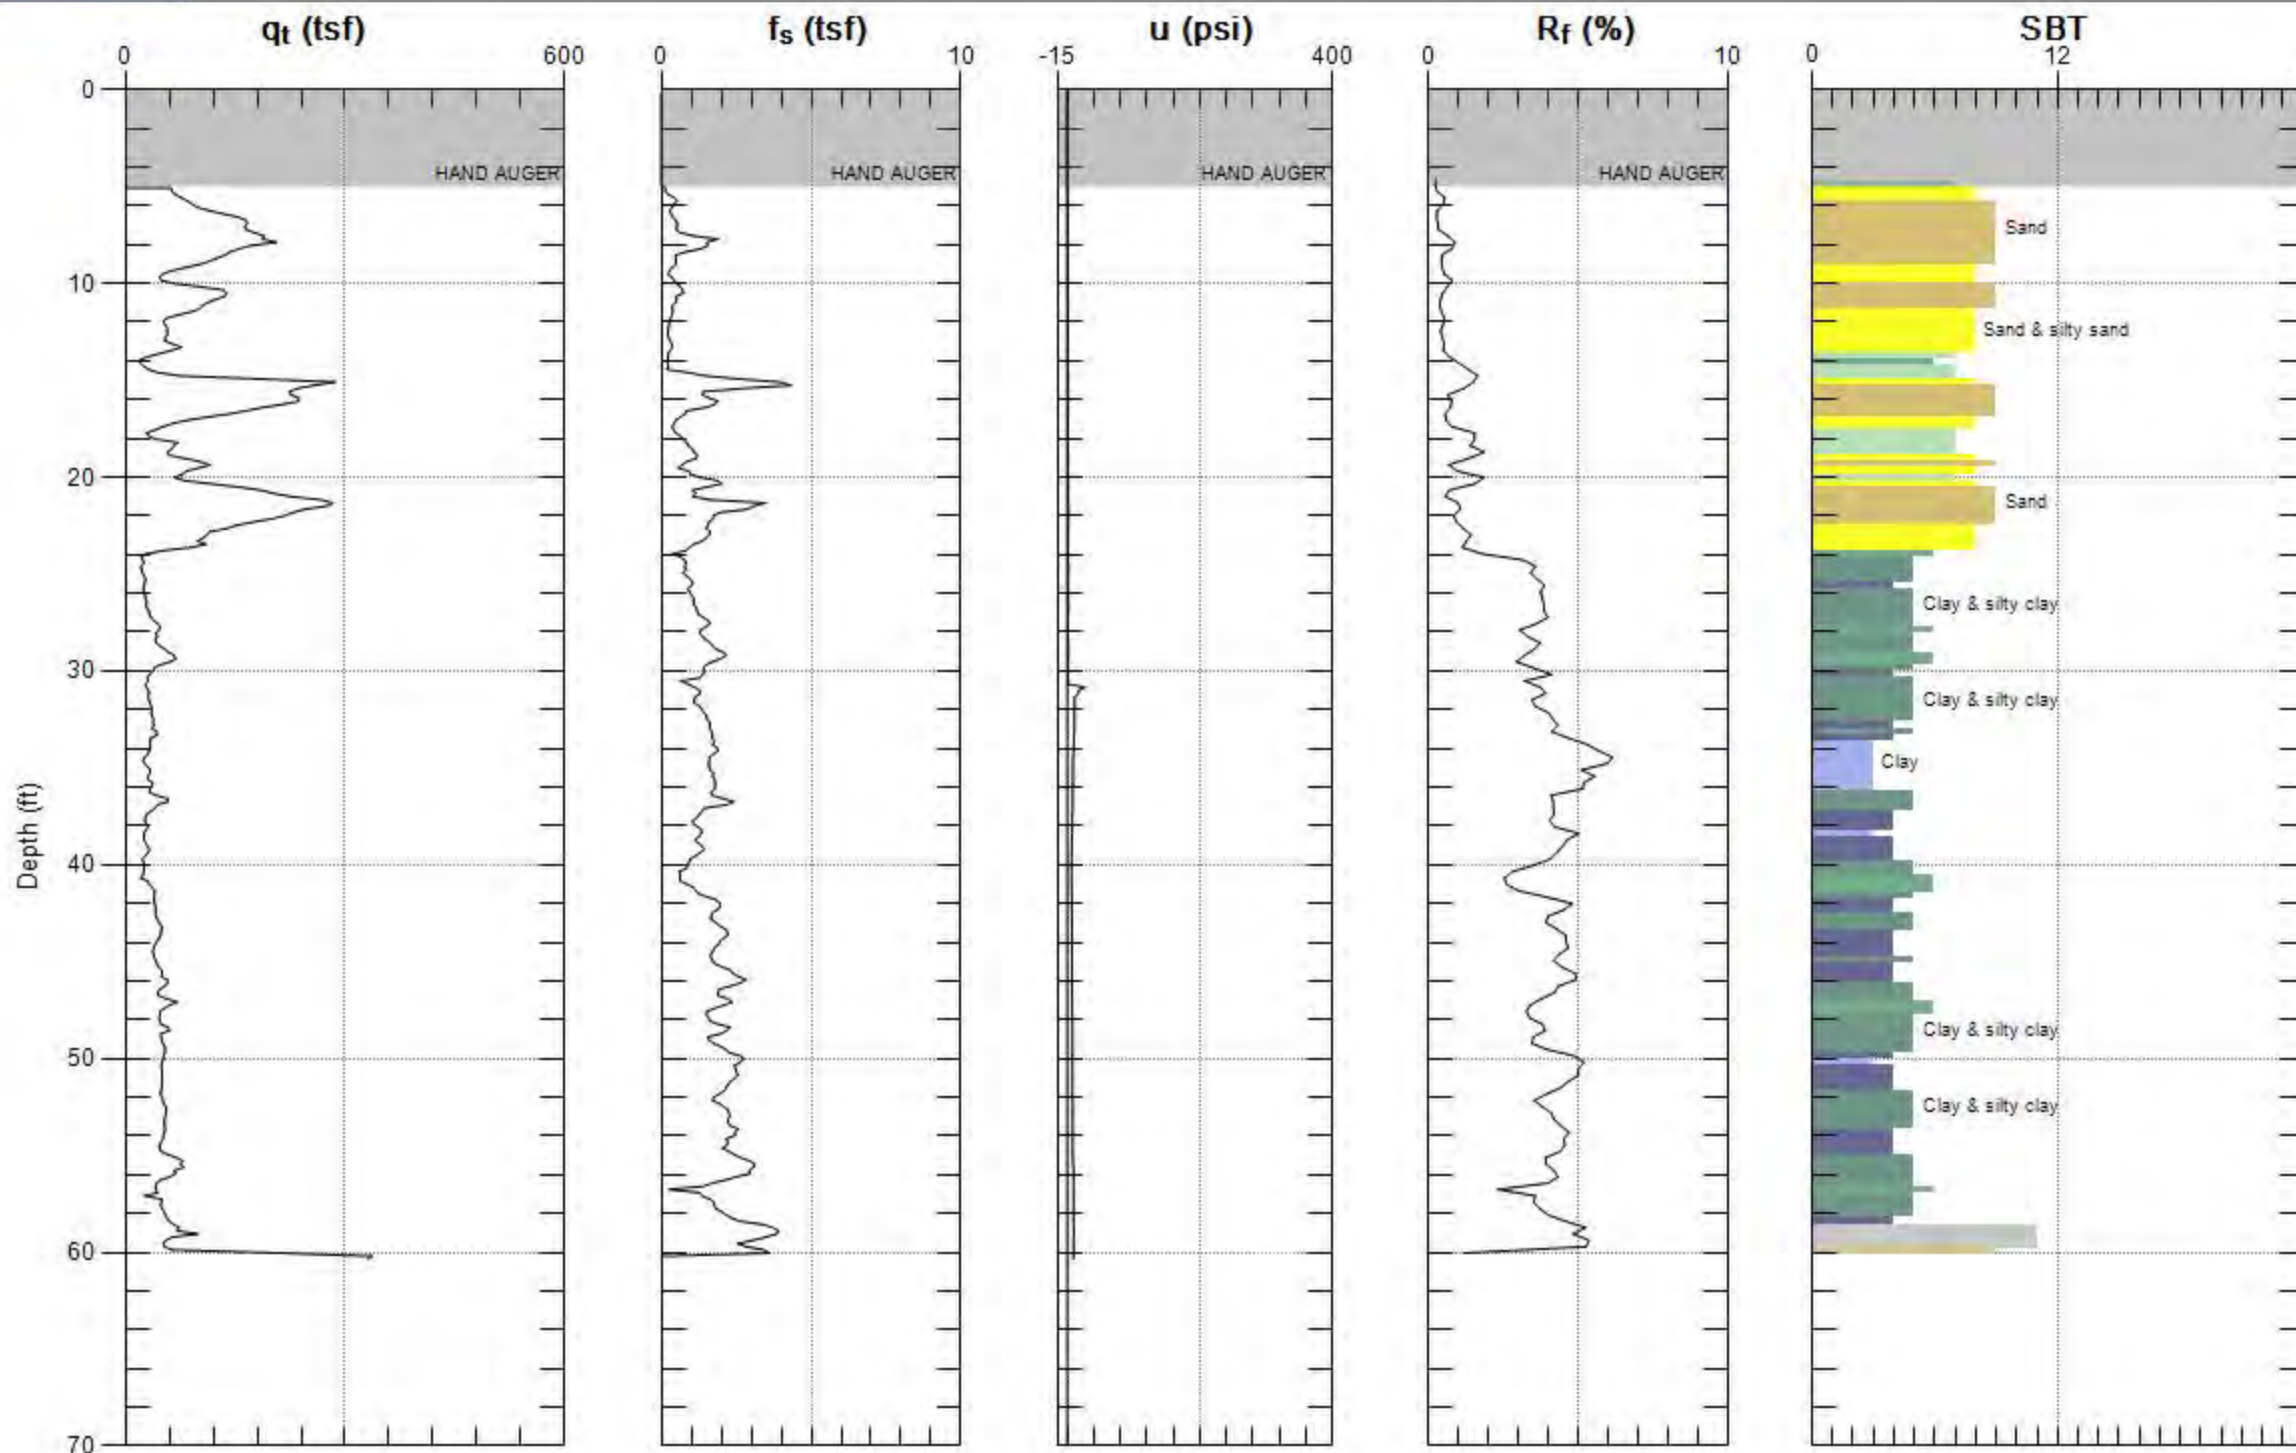 qt (tsf) fs (tsf) u (psi) Rf (%) SBT
0 600 0 10 -15 400 0 10 0 12
0
HAND AUGER HAND AUGER HAND AUGER HAND AUGER
Sand
10
Sand & silty sand
20
Sand
Clay & silty clay
30
Clay & silty clay
Clay
Depth (ft)
40
Clay & silty clay
50
Clay & silty clay
60
70